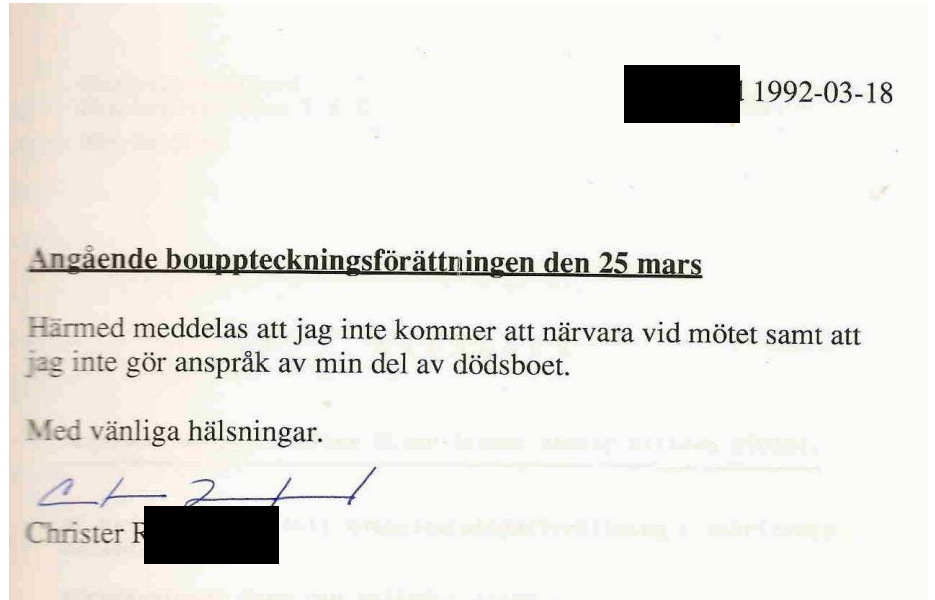 1992-03-18
Angående bouppteckningsförättningen den 25 mars
Härmed meddelas att jag inte kommer att närvara vid mötet samt att
jag inte gör anspråk av min del av dödsboet.
Med vänliga hälsningar.
Christer R